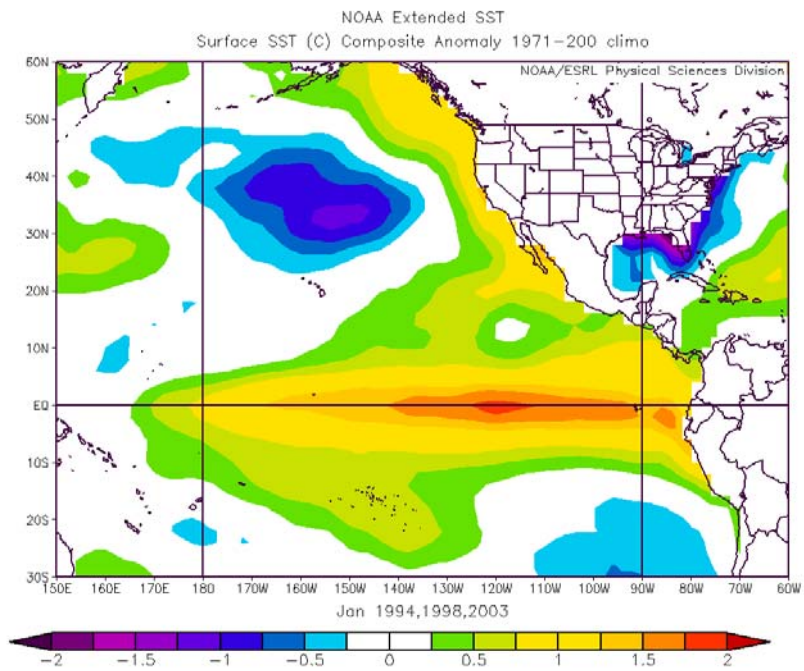 NOAA Extended SST
Surface SST (C) Composite Anomaly 1971-200 climo
NOAA/ESRL Physical Sciences Division
60N
50N
40N
30N
20N
10N
EQ
10S
20S
30S
150E 160E 170E 180 170W 160W 150W 140W 130W 120W 110W 100W 90W 80W 70W 60W
Jan 1994,1998,2003
-2 -1.5 -1 -0.5 0 0.5 1 1.5 2